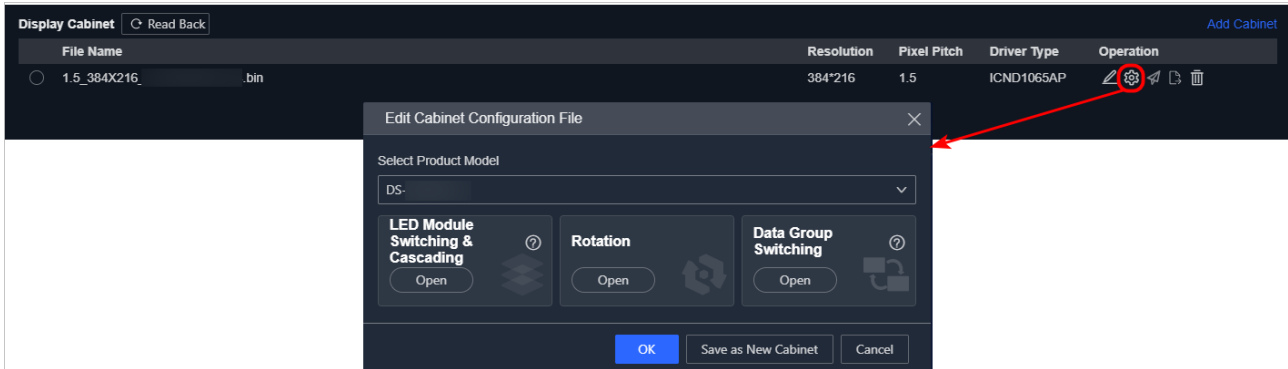 Display Cabinet Read Back Add Cabinet
File Name Resolution Pixel Pitch Driver Type Operation
1.5_384X216_ .bin 384*216 1.5 ICND1065AP
Edit Cabinet Configuration File
Select Product Model
DS-
LED Module
Switching &
Cascading
Open
Rotation
Open
Data Group
Switching
Open
OK Save as New Cabinet Cancel